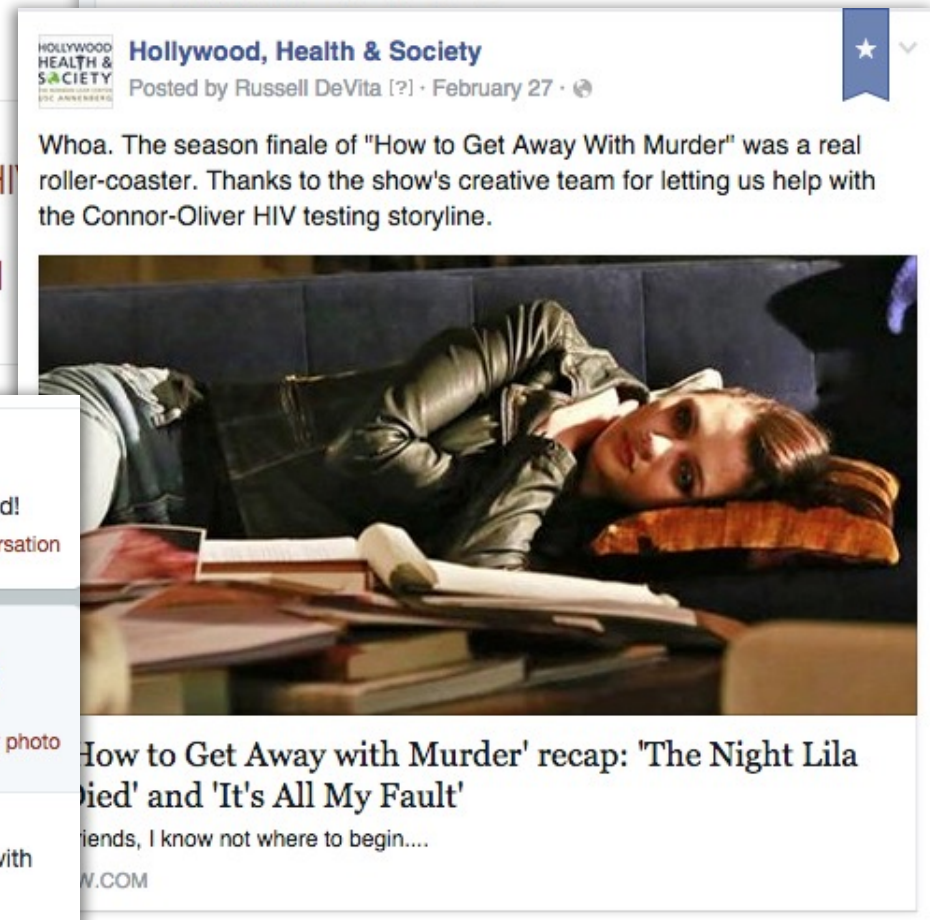 HOLLYWOOD
HEALTH &
SOCIETY
Hollywood, Health & Society
Posted by Russell DeVita [?] · February 27 ·
Whoa. The season finale of "How to Get Away With Murder" was a real
roller-coaster. Thanks to the show's creative team for letting us help with
the Connor-Oliver HIV testing storyline.
d!
rsation
photo
with
How to Get Away with Murder' recap: 'The Night Lila
Died' and 'It's All My Fault'
riends, I know not where to begin....
W.COM